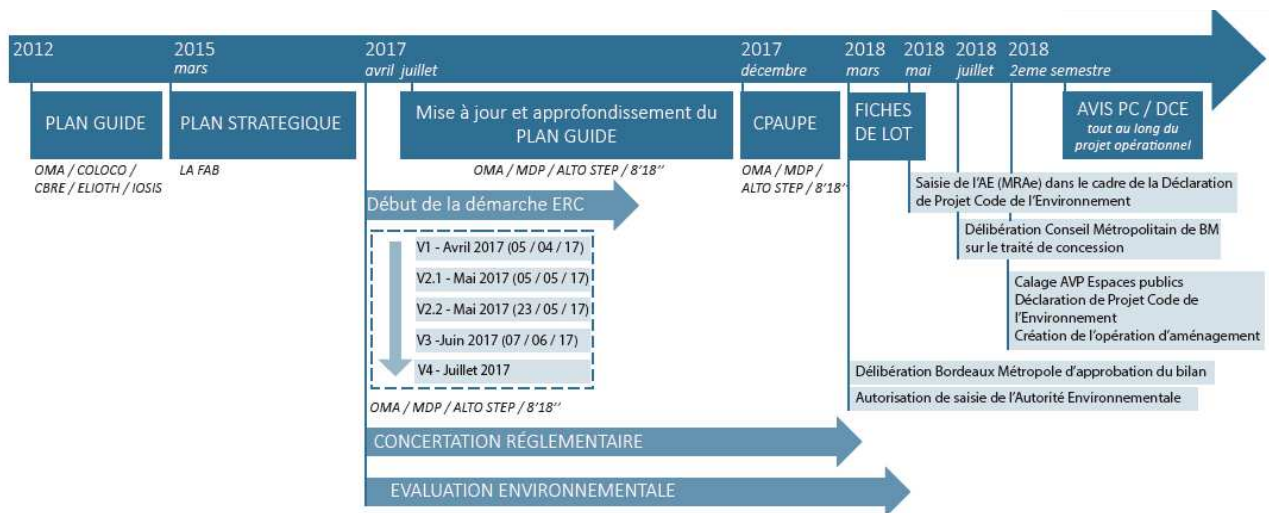 2012
2015
mars
2017
avril juillet
2017
décembre
2018
mars
2018
mai
2018
juillet
2018
2eme semestre
PLAN GUIDE
OMA / COLOCO /
CBRE / ELIOTH / IOSIS
PLAN STRATEGIQUE
LA FAB
Mise à jour et approfondissement du
PLAN GUIDE
OMA / MDP / ALTO STEP / 8'18''
CPAUPE
OMA / MDP /
ALTO STEP / 8'18''
FICHES
DE LOT
AVIS PC / DCE
tout au long du
projet opérationnel
Début de la démarche ERC
V1 - Avril 2017 (05 / 04 / 17)
V2.1 - Mai 2017 (05 / 05 / 17)
V2.2 - Mai 2017 (23 / 05 / 17)
V3 -Juin 2017 (07 / 06 / 17)
V4 - Juillet 2017
OMA / MDP / ALTO STEP / 8'18''
CONCERTATION RÉGLEMENTAIRE
EVALUATION ENVIRONNEMENTALE
Saisie de l'AE (MRAe) dans le cadre de la Déclaration
de Projet Code de l'Environnement
Délibération Conseil Métropolitain de BM
sur le traité de concession
Calage AVP Espaces publics
Déclaration de Projet Code de
l'Environnement
Création de l'opération d'aménagement
Délibération Bordeaux Métropole d'approbation du bilan
Autorisation de saisie de l'Autorité Environnementale